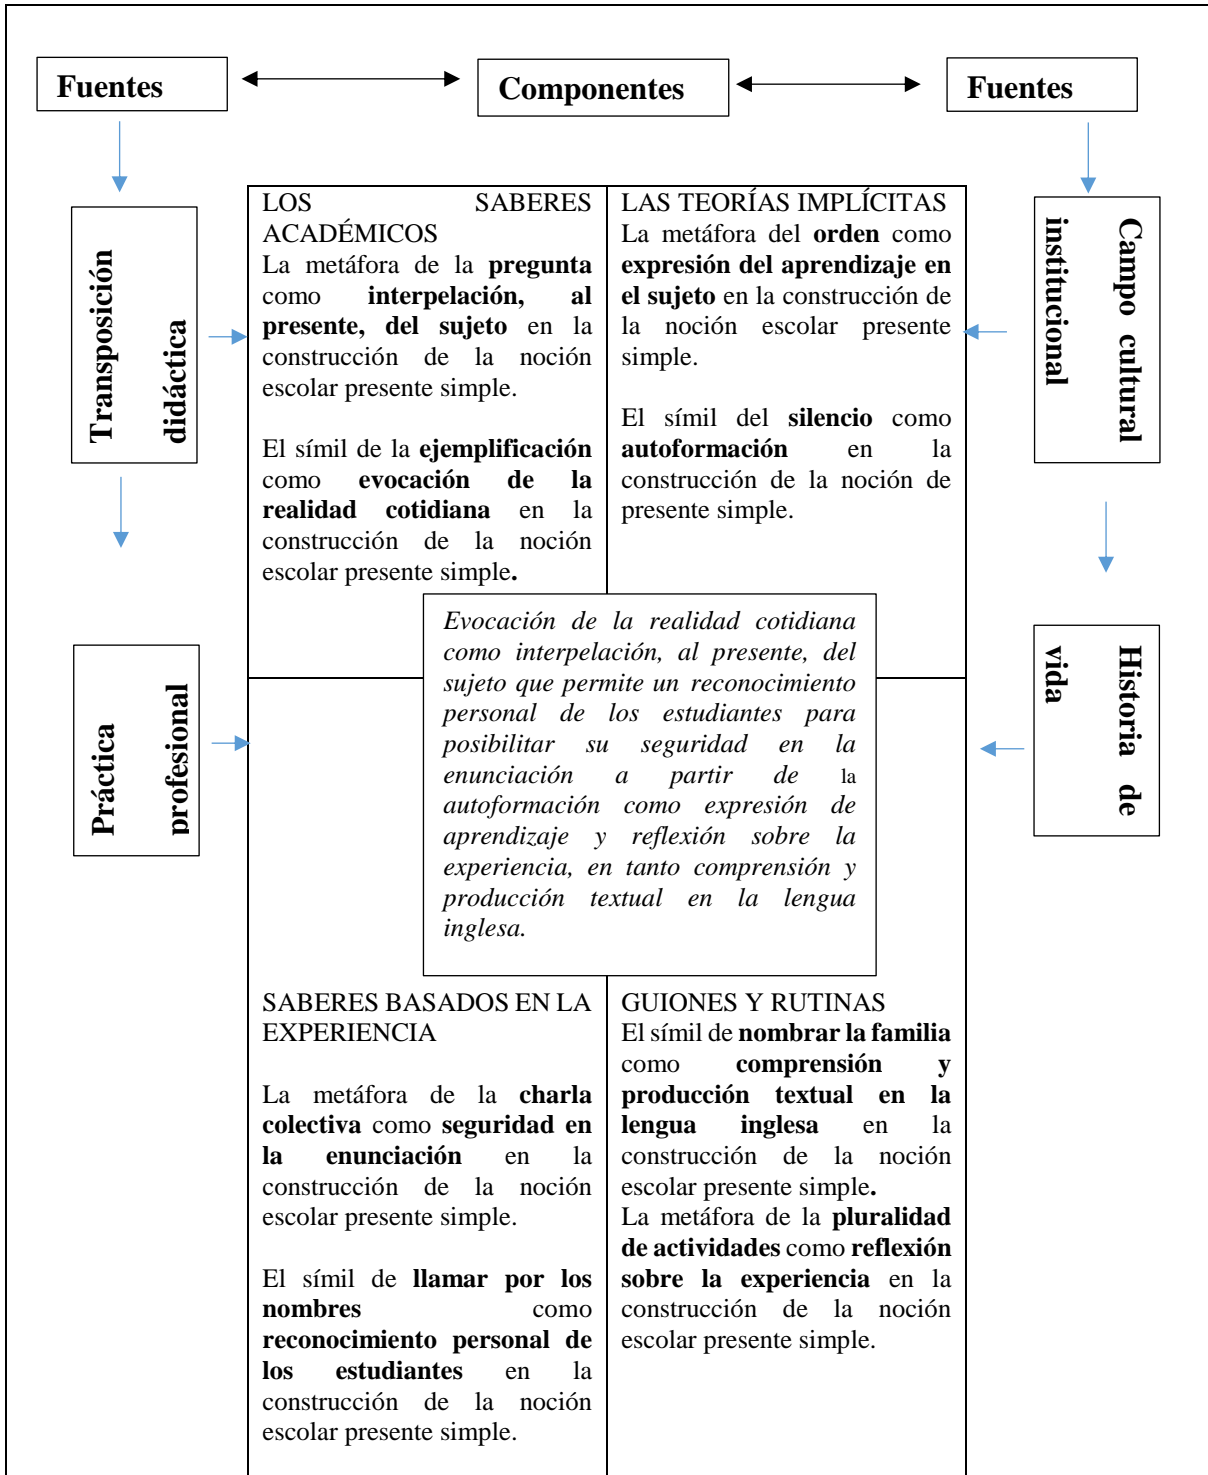 Fuentes
Componentes
Fuentes
Transposición
didáctica
LOS SABERES
ACADÉMICOS
La metáfora de la pregunta
como interpelación, al
presente, del sujeto en la
construcción de la noción
escolar presente simple.
El símil de la ejemplificación
como evocación de la
realidad cotidiana en la
construcción de la noción
escolar presente simple.
LAS TEORÍAS IMPLÍCITAS
La metáfora del orden como
expresión del aprendizaje en
el sujeto en la construcción de
la noción escolar presente
simple.
El símil del silencio como
autoformación en la
construcción de la noción de
presente simple.
Campo cultural
institucional
Práctica
profesional
Evocación de la realidad cotidiana
como interpelación, al presente, del
sujeto que permite un reconocimiento
personal de los estudiantes para
posibilitar su seguridad en la
enunciación a partir de la
autoformación como expresión de
aprendizaje y reflexión sobre la
experiencia, en tanto comprensión y
producción textual en la lengua
inglesa.
Historia de
vida
SABERES BASADOS EN LA
EXPERIENCIA
La metáfora de la charla
colectiva como seguridad en
la enunciación en la
construcción de la noción
escolar presente simple.
El símil de llamar por los
nombres como
reconocimiento personal de
los estudiantes en la
construcción de la noción
escolar presente simple.
GUIONES Y RUTINAS
El símil de nombrar la familia
como comprensión y
producción textual en la
lengua inglesa en la
construcción de la noción
escolar presente simple.
La metáfora de la pluralidad
de actividades como reflexión
sobre la experiencia en la
construcción de la noción
escolar presente simple.